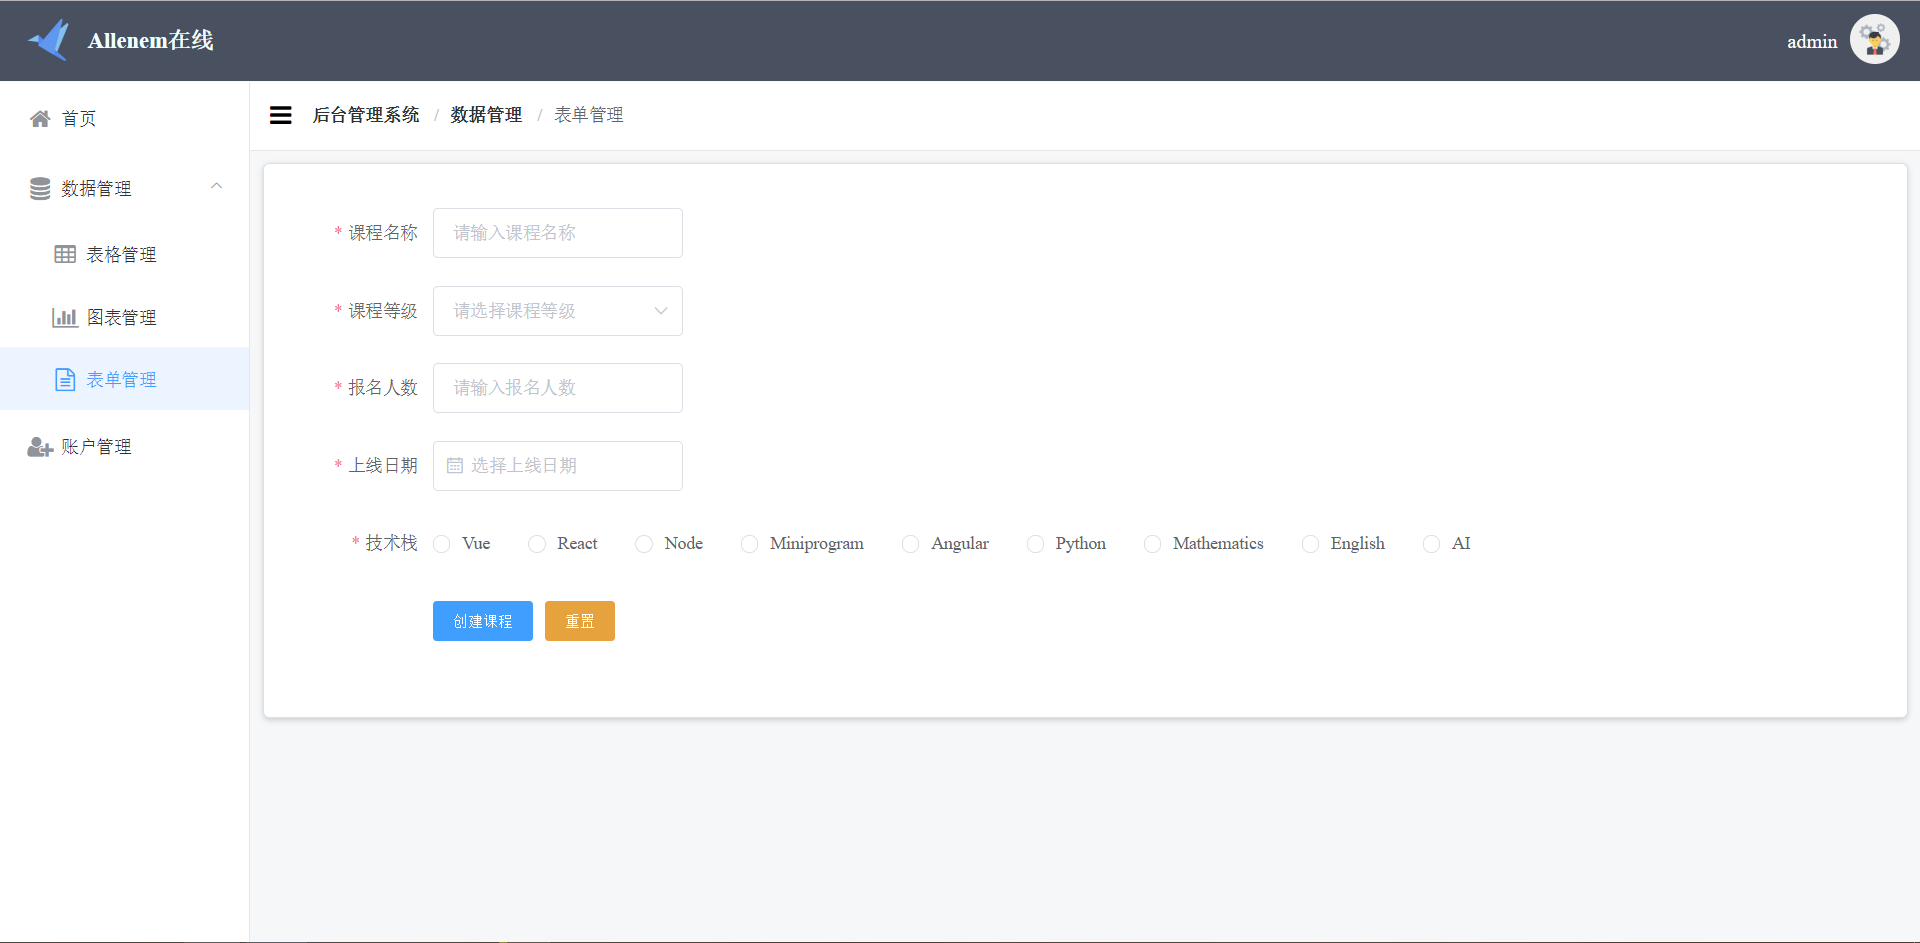 Allenem在线
admin
首页
数据管理
表格管理
图表管理
表单管理
账户管理
后台管理系统 / 数据管理 / 表单管理
* 课程名称 请输入课程名称
* 课程等级 请选择课程等级
* 报名人数 请输入报名人数
* 上线日期 选择上线日期
* 技术栈 Vue React Node Miniprogram Angular Python Mathematics English AI
创建课程 重置